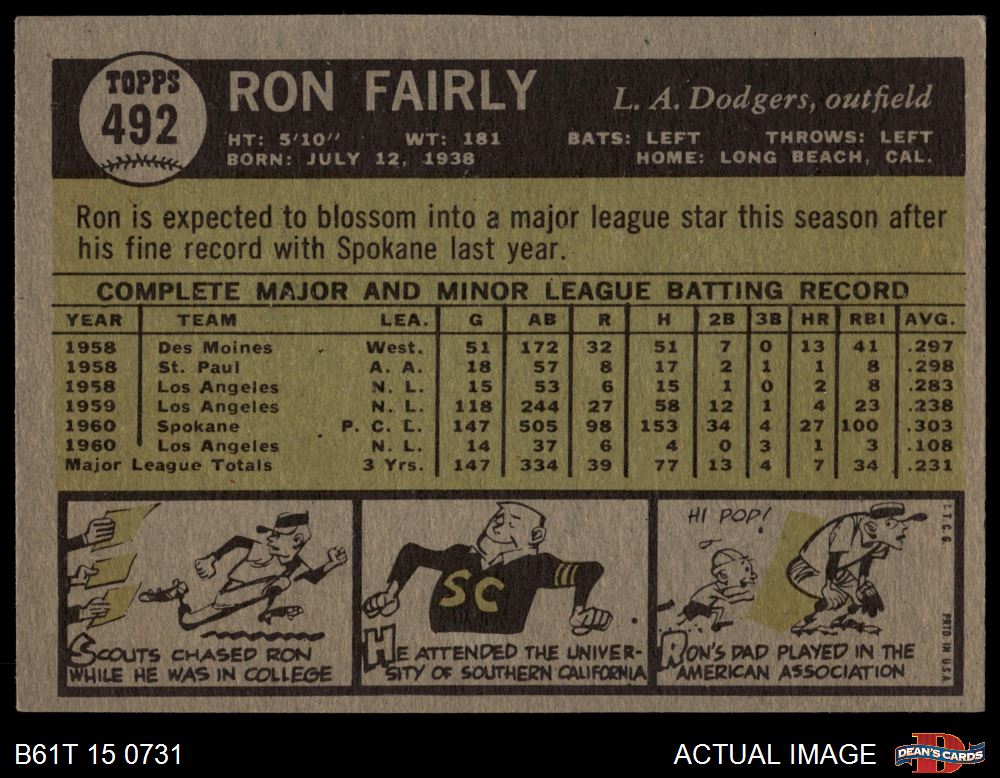 TOPPS
492
RON FAIRLY
L. A. Dodgers, outfield
HT: 5'10" WT: 181 BATS: LEFT THROWS: LEFT
BORN: JULY 12, 1938 HOME: LONG BEACH, CAL.
Ron is expected to blossom into a major league star this season after
his fine record with Spokane last year.
COMPLETE MAJOR AND MINOR LEAGUE BATTING RECORD
YEAR TEAM LEA. G AB R H 2B 3B HR RBI AVG.
1958 Des Moines West. 51 172 32 51 7 0 13 41 .297
1958 St. Paul A. A. 18 57 8 17 2 1 1 8 .298
1958 Los Angeles N. L. 15 53 6 15 1 0 2 8 .283
1959 Los Angeles N. L. 118 244 27 58 12 1 4 23 .238
1960 Spokane P. C. L. 147 505 98 153 34 4 27 100 .303
1960 Los Angeles N. L. 14 37 6 4 0 3 1 3 .108
Major League Totals 3 Yrs. 147 334 39 77 13 4 7 34 .231
SCOUTS CHASED RON
WHILE HE WAS IN COLLEGE
SC
HE ATTENDED THE UNIVER-
SITY OF SOUTHERN CALIFORNIA
HI POP!
RON'S DAD PLAYED IN THE
AMERICAN ASSOCIATION
T.C.G.
PRTD. IN U.S.A.
B61T 15 0731
ACTUAL IMAGE
DEAN'S CARDS